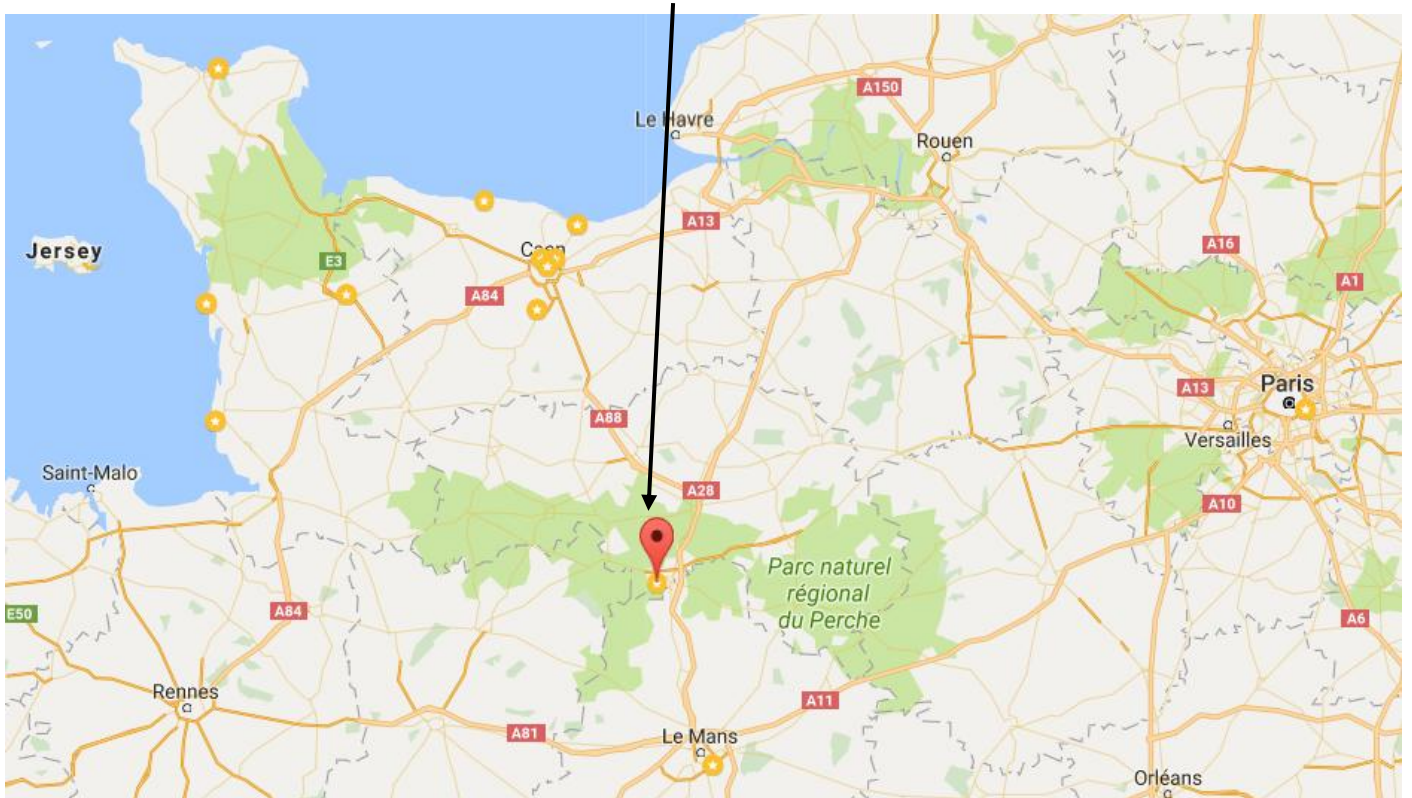 A150
Le Havre
Rouen
A13
A16
Jersey
Caen
E3
A1
A84
A13
Paris
A88
Versailles
Saint-Malo
A28
A10
Parc naturel
régional
du Perche
E50
A84
A6
Rennes
A11
A81
Le Mans
Orléans